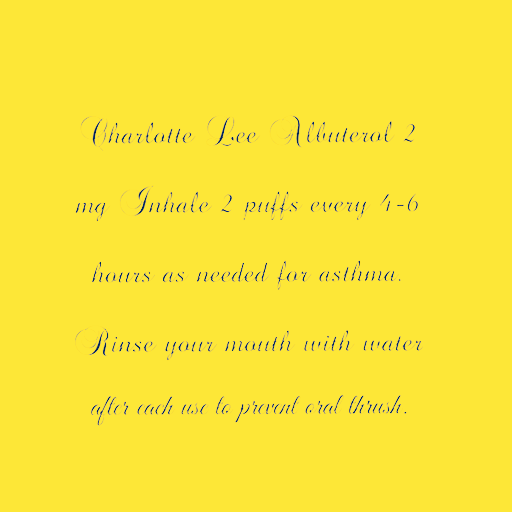 Charlotte Lee Albuterol 2
mg Inhale 2 puffs every 4-6
hours as needed for asthma.
Rinse your mouth with water
after each use to prevent oral thrush.